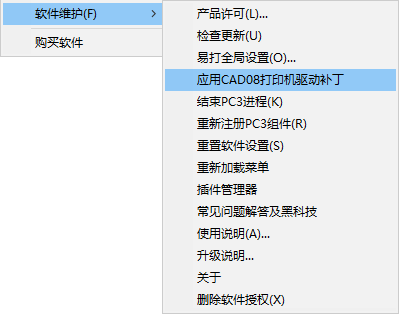 软件维护(F)
购买软件
产品许可(L)...
检查更新(U)
易打全局设置(O)...
应用CAD08打印机驱动补丁
结束PC3进程(K)
重新注册PC3组件(R)
重置软件设置(S)
重新加载菜单
插件管理器
常见问题解答及黑科技
使用说明(A)...
升级说明...
关于
删除软件授权(X)